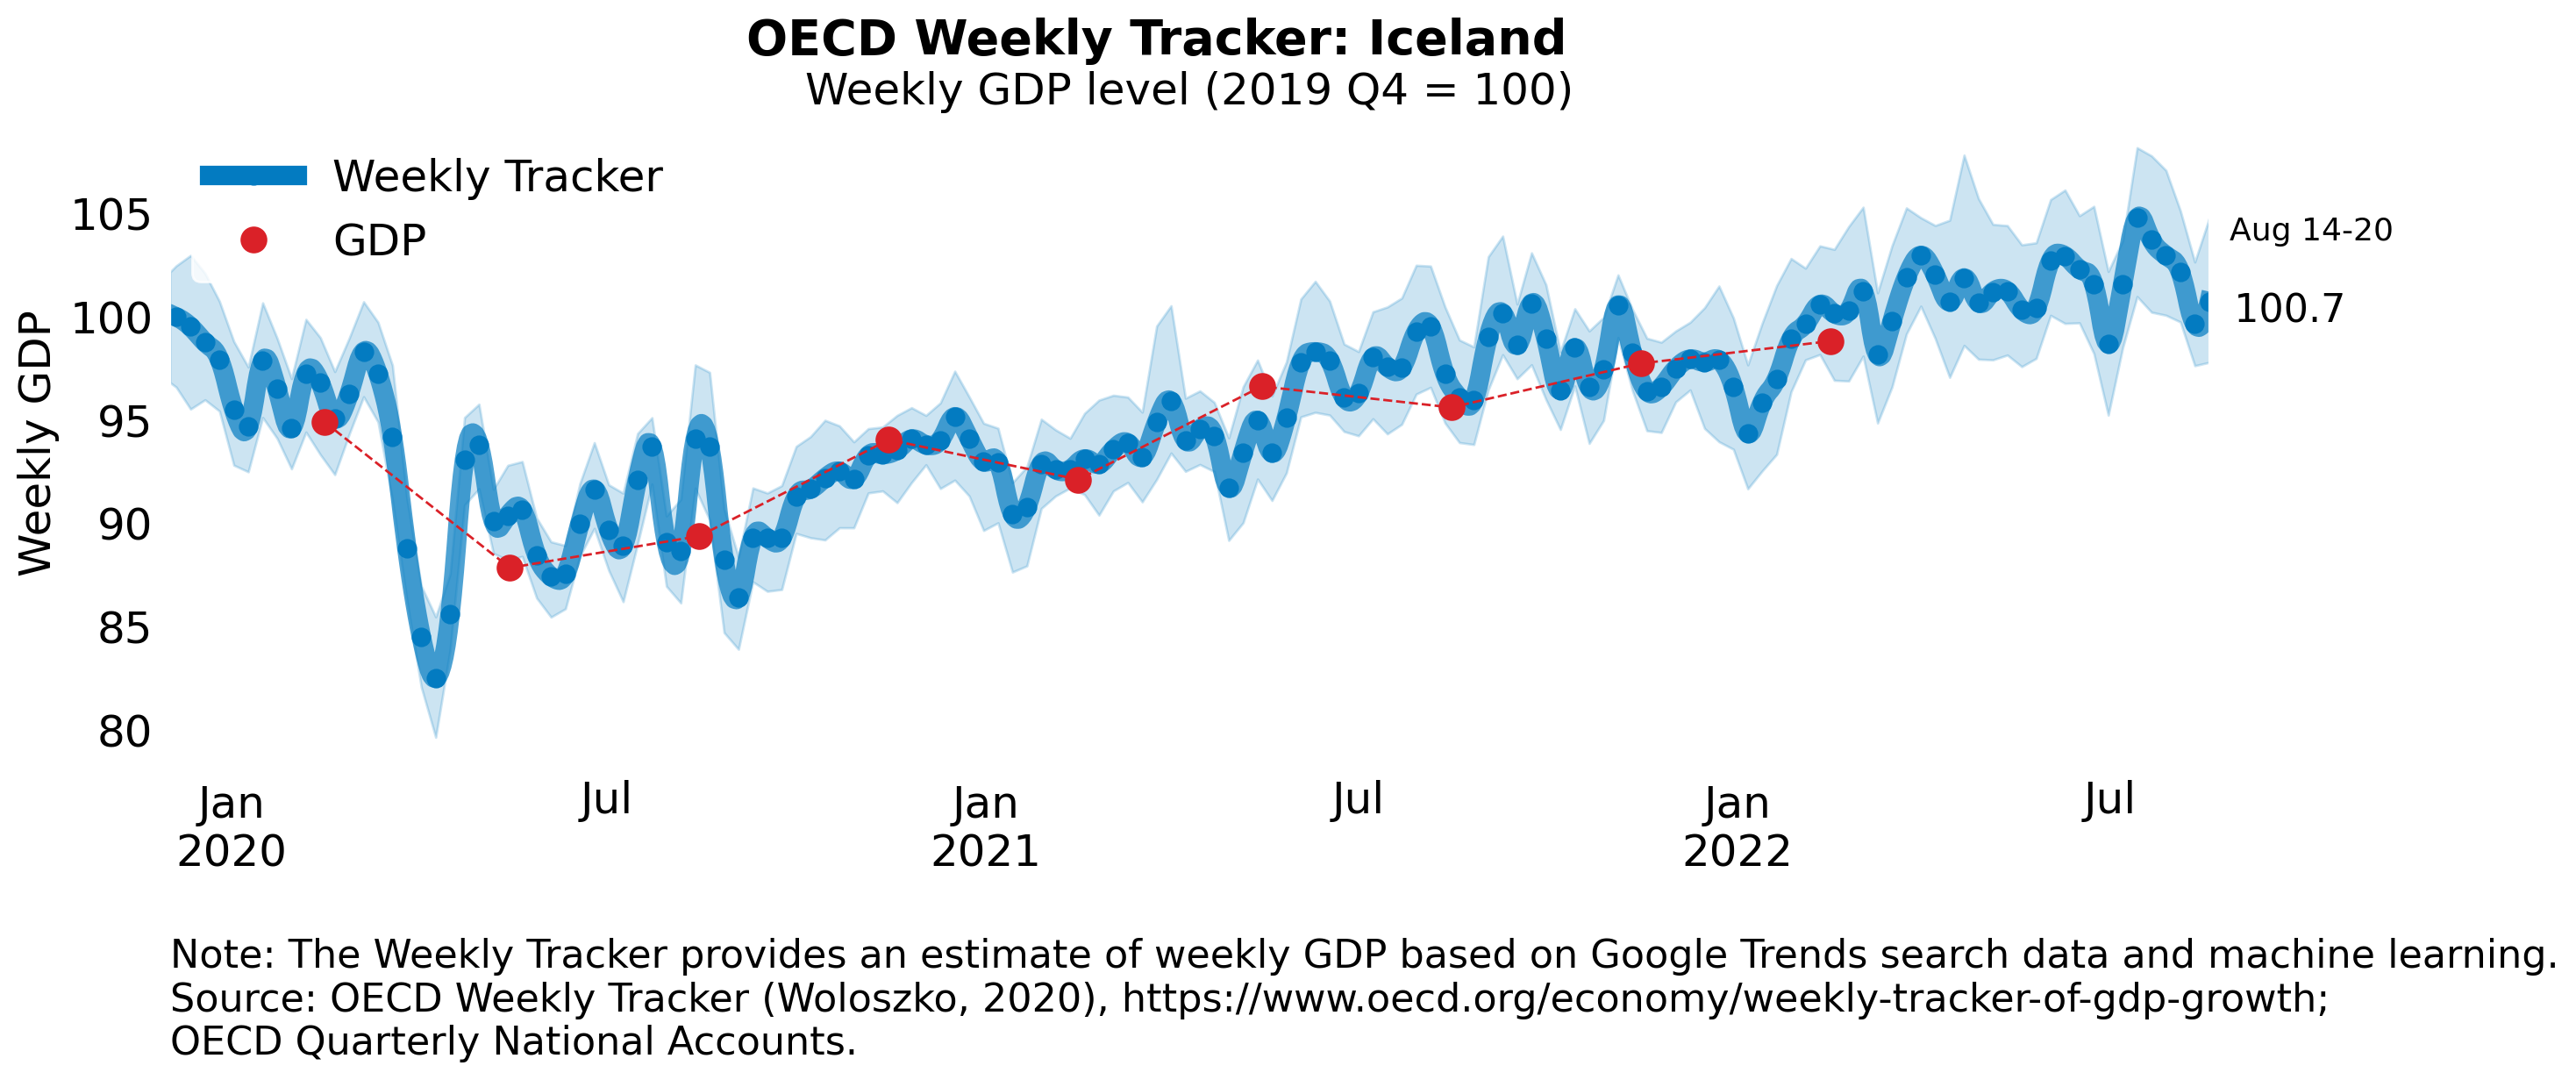 OECD Weekly Tracker: Iceland
Weekly GDP level (2019 Q4 = 100)
Weekly Tracker
GDP
Weekly GDP
105
100
95
90
85
80
Aug 14-20
100.7
Jan
2020
Jul
Jan
2021
Jul
Jan
2022
Jul
Note: The Weekly Tracker provides an estimate of weekly GDP based on Google Trends search data and machine learning.
Source: OECD Weekly Tracker (Woloszko, 2020), https://www.oecd.org/economy/weekly-tracker-of-gdp-growth;
OECD Quarterly National Accounts.